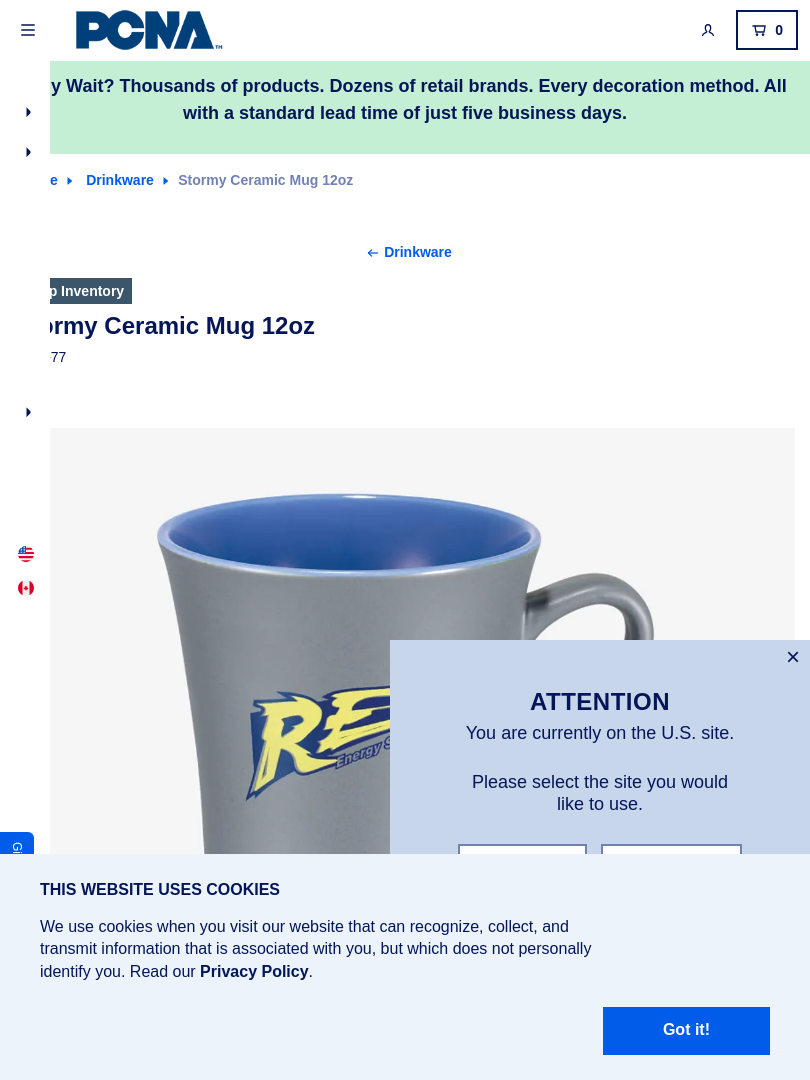 PCNA™
0
y Wait? Thousands of products. Dozens of retail brands. Every decoration method. All
with a standard lead time of just five business days.
e Drinkware Stormy Ceramic Mug 12oz
← Drinkware
p Inventory
ormy Ceramic Mug 12oz
77
ATTENTION
You are currently on the U.S. site.
Please select the site you would
like to use.
THIS WEBSITE USES COOKIES
We use cookies when you visit our website that can recognize, collect, and
transmit information that is associated with you, but which does not personally
identify you. Read our Privacy Policy.
Got it!